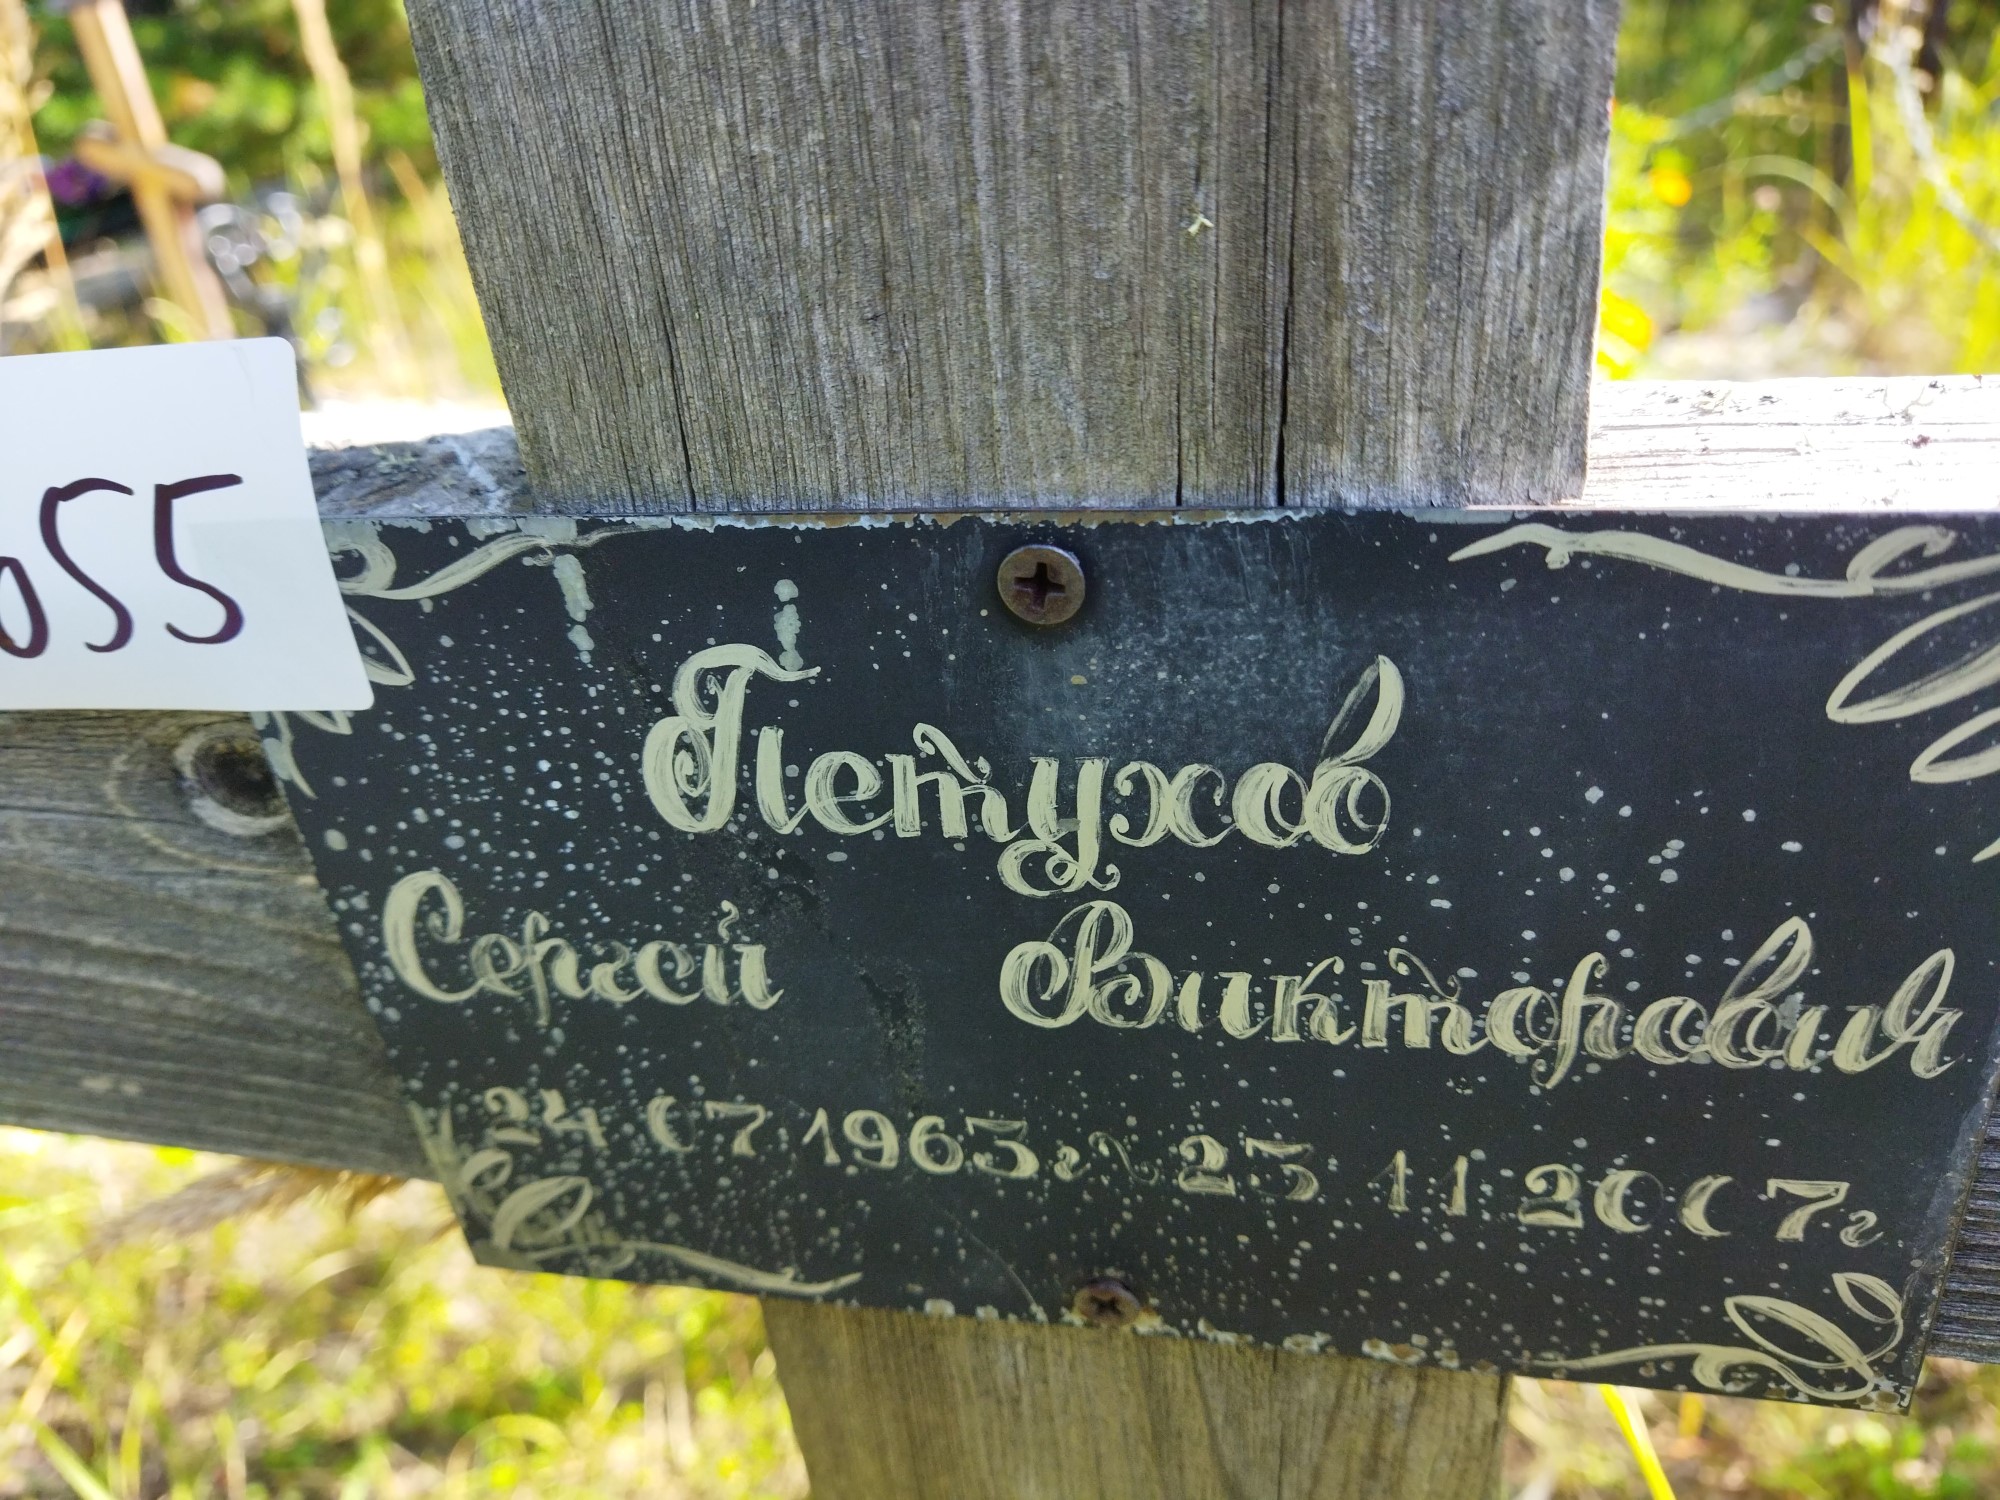 055
Петухов
Сергей Викторович
24 07 1963г 23 11 2007г